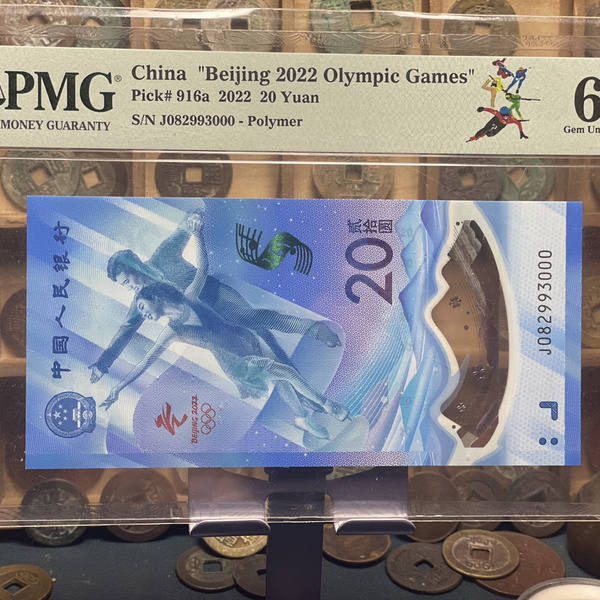 PMG®
MONEY GUARANTY
China "Beijing 2022 Olympic Games"
Pick# 916a 2022 20 Yuan
S/N J082993000 - Polymer
6
Gem Un
中國人民银行
BEIJING 2022
贰拾圆
20
J082993000